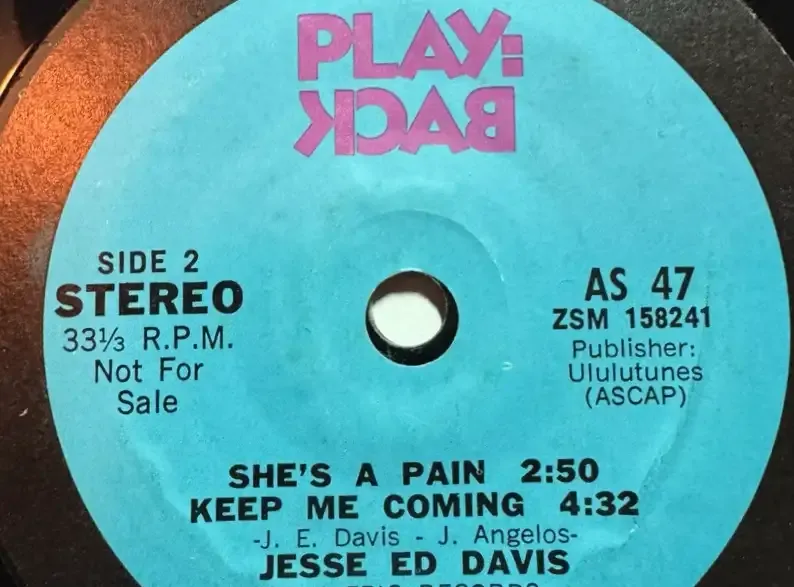 PLAY:
BACK
SIDE 2
STEREO
33⅓ R.P.M.
Not For
Sale
AS 47
ZSM 158241
Publisher:
Ululutunes
(ASCAP)
SHE'S A PAIN 2:50
KEEP ME COMING 4:32
-J. E. Davis - J. Angelos-
JESSE ED DAVIS